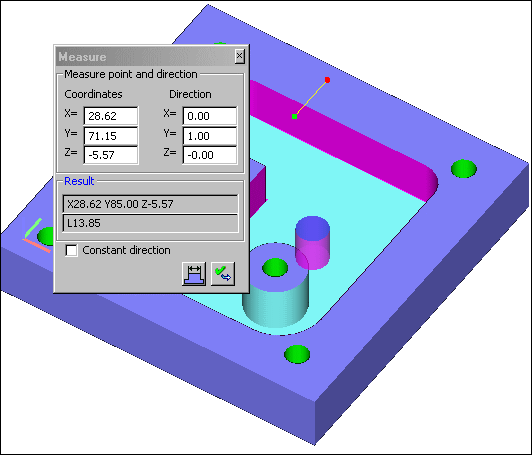 Measure
Measure point and direction
Coordinates Direction
X= 28.62 X= 0.00
Y= 71.15 Y= 1.00
Z= -5.57 Z= -0.00
Result
X28.62 Y85.00 Z-5.57
L13.85
Constant direction